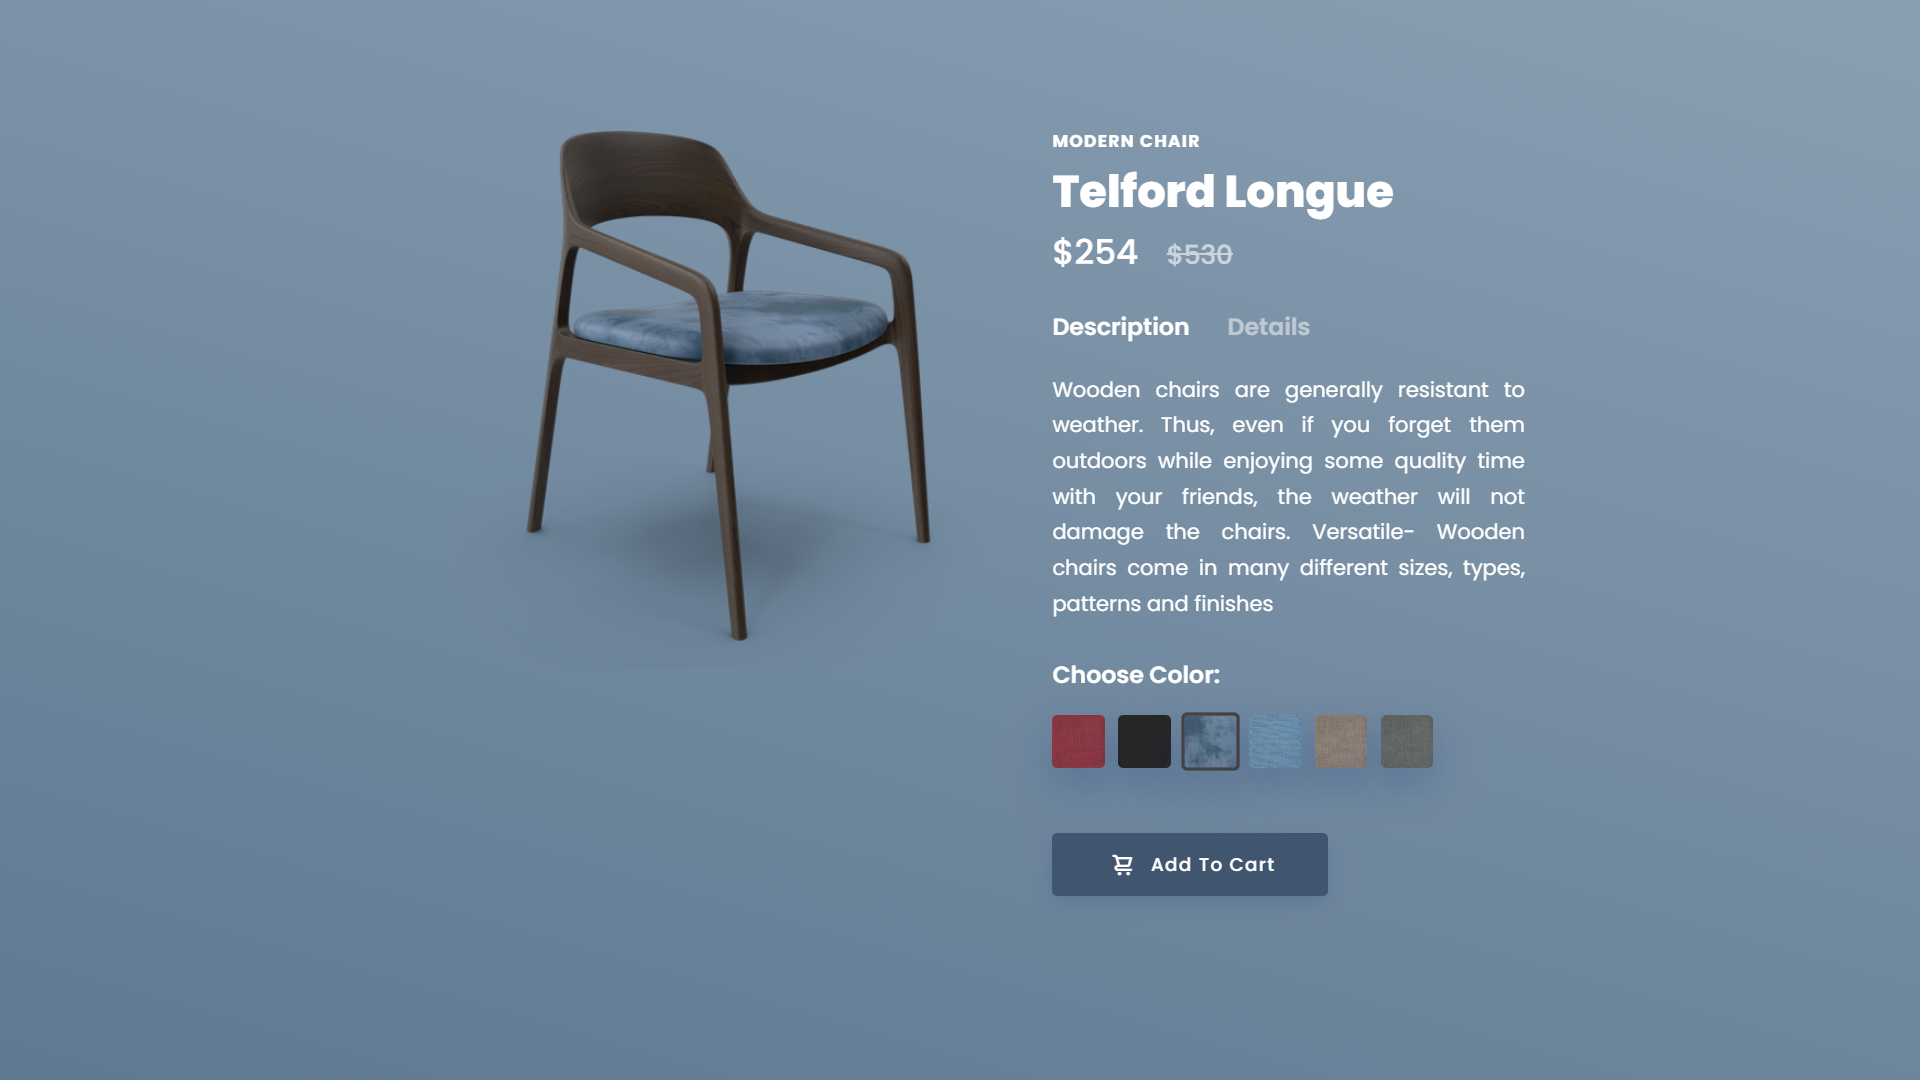 MODERN CHAIR
Telford Longue
$254 $530
Description Details
Wooden chairs are generally resistant to
weather. Thus, even if you forget them
outdoors while enjoying some quality time
with your friends, the weather will not
damage the chairs. Versatile- Wooden
chairs come in many different sizes, types,
patterns and finishes
Choose Color:
Add To Cart